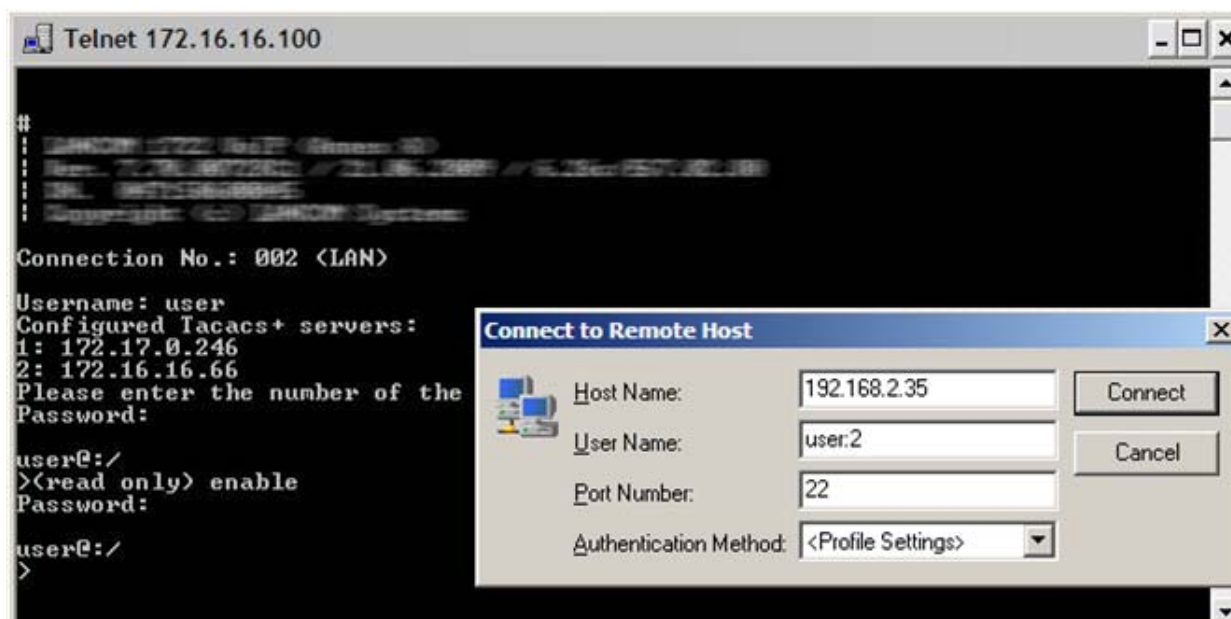 Telnet 172.16.16.100
#
Connection No.: 002 <LAN>
Username: user
Configured Tacacs+ servers:
1: 172.17.0.246
2: 172.16.16.66
Please enter the number of the
Password:
user@:/
><read only> enable
Password:
user@:/
>
Connect to Remote Host
Host Name: 192.168.2.35
Connect
User Name: user:2
Cancel
Port Number: 22
Authentication Method: <Profile Settings>